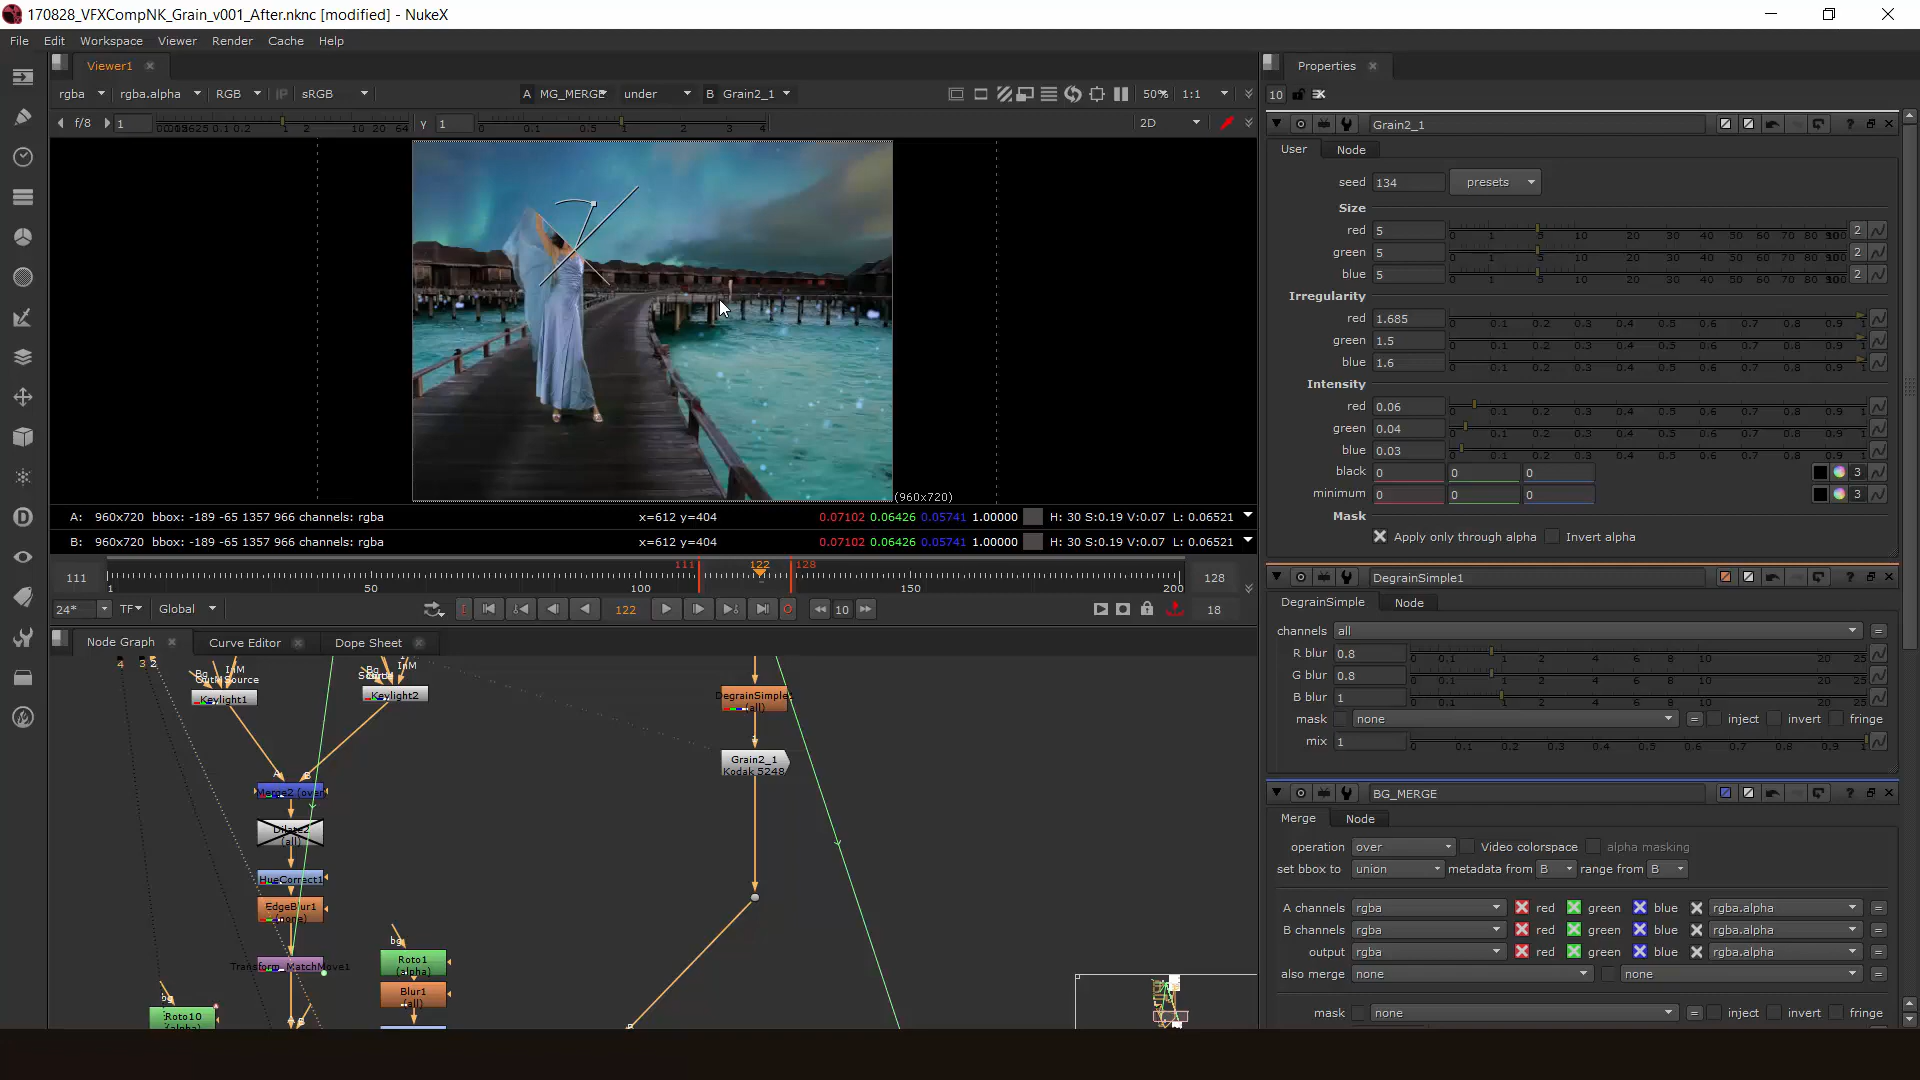 170828_VFXCompNK_Grain_v001_After.nknc [modified] - NukeX
File Edit Workspace Viewer Render Cache Help
Viewer1
Properties
rgba rgba.alpha RGB IP sRGB A MG_MERGE under B Grain2_1 50% 1:1
10
f/8 1 y 1 2D
Grain2_1
User Node
seed 134 presets
Size
red 5
green 5
blue 5
Irregularity
red 1.685
green 1.5
blue 1.6
Intensity
red 0.06
green 0.04
blue 0.03
black 0 0 0
minimum 0 0 0
Mask
Apply only through alpha Invert alpha
(960x720)
A: 960x720 bbox: -189 -65 1357 966 channels: rgba x=612 y=404 0.07102 0.06426 0.05741 1.00000 H: 30 S:0.19 V:0.07 L: 0.06521
B: 960x720 bbox: -189 -65 1357 966 channels: rgba x=612 y=404 0.07102 0.06426 0.05741 1.00000 H: 30 S:0.19 V:0.07 L: 0.06521
111 1 50 100 111 122 128 150 200 128
24* TF Global 122 10 18
DegrainSimple1
DegrainSimple Node
channels all
R blur 0.8
G blur 0.8
B blur 1
mask none inject invert fringe
mix 1
BG_MERGE
Merge Node
operation over Video colorspace alpha masking
set bbox to union metadata from B range from B
A channels rgba red green blue rgba.alpha
B channels rgba red green blue rgba.alpha
output rgba red green blue rgba.alpha
also merge none none
mask none inject invert fringe
Node Graph Curve Editor Dope Sheet
4 3 2
Keylight1
Keylight2
DegrainSimple1
(all)
Grain2_1
Kodak 5248
Merge2 (over)
Dilate2
(all)
HueCorrect1
EdgeBlur1
(none)
Transform_MatchMove1
bg
Roto1
(alpha)
Blur1
(all)
bg
Roto10
(alpha)
A B